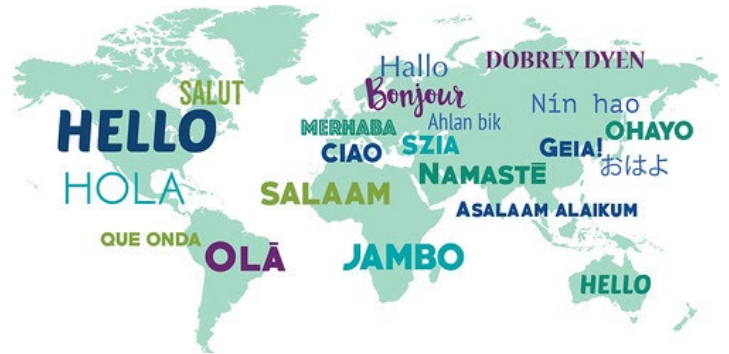 Hallo
DOBREY DYEN
SALUT
Bonjour
Nín hao
HELLO
MERHABA
Ahlan bik
OHAYO
CIAO
SZIA
GEIA!
おはよ
HOLA
SALAAM
NAMASTĒ
ASALAAM ALAIKUM
QUE ONDA
OLĀ
JAMBO
HELLO